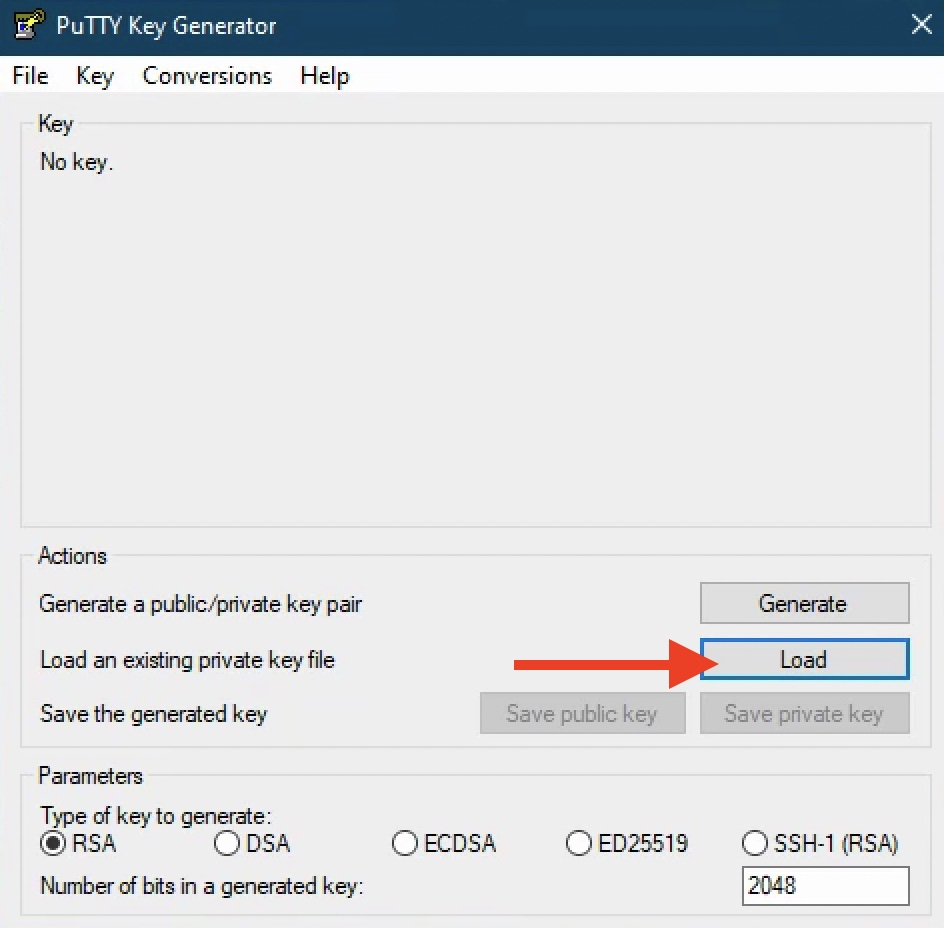 PuTTY Key Generator
File Key Conversions Help
Key
No key.
Actions
Generate a public/private key pair Generate
Load an existing private key file Load
Save the generated key Save public key Save private key
Parameters
Type of key to generate:
RSA DSA ECDSA ED25519 SSH-1 (RSA)
Number of bits in a generated key: 2048